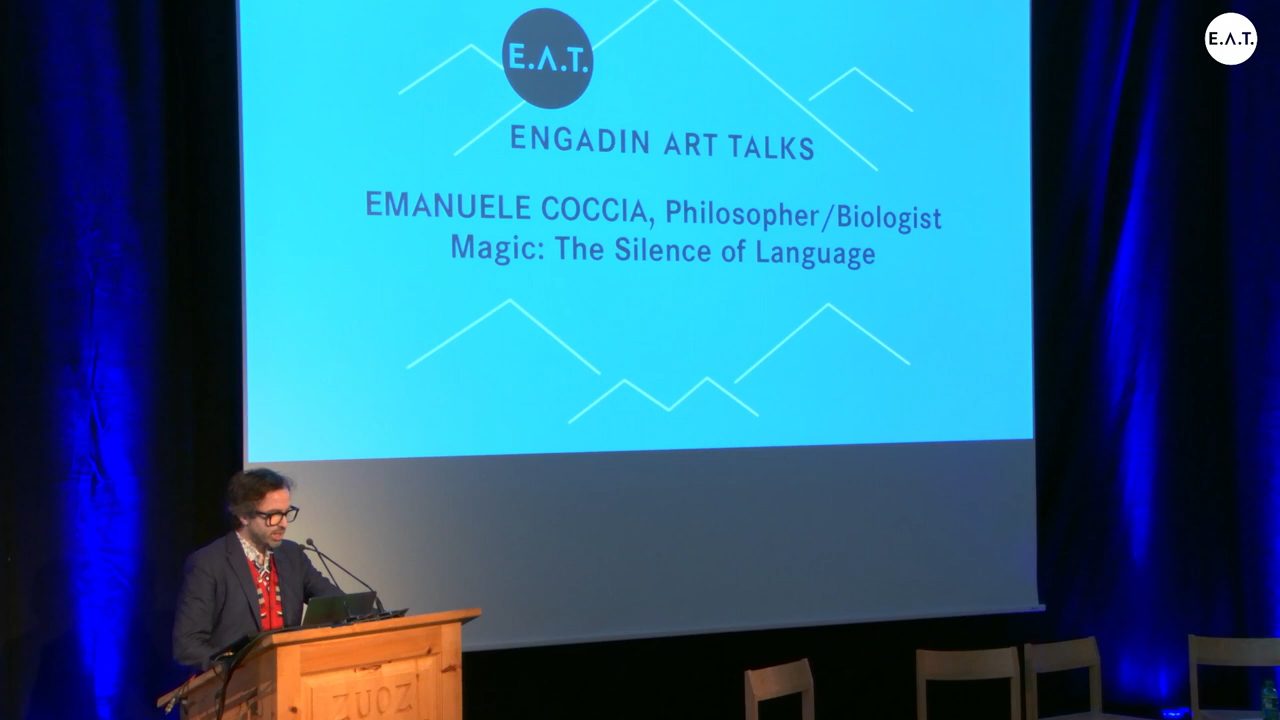 E.Λ.T.
E.Λ.T.
ENGADIN ART TALKS
EMANUELE COCCIA, Philosopher/Biologist
Magic: The Silence of Language
ZUOZ